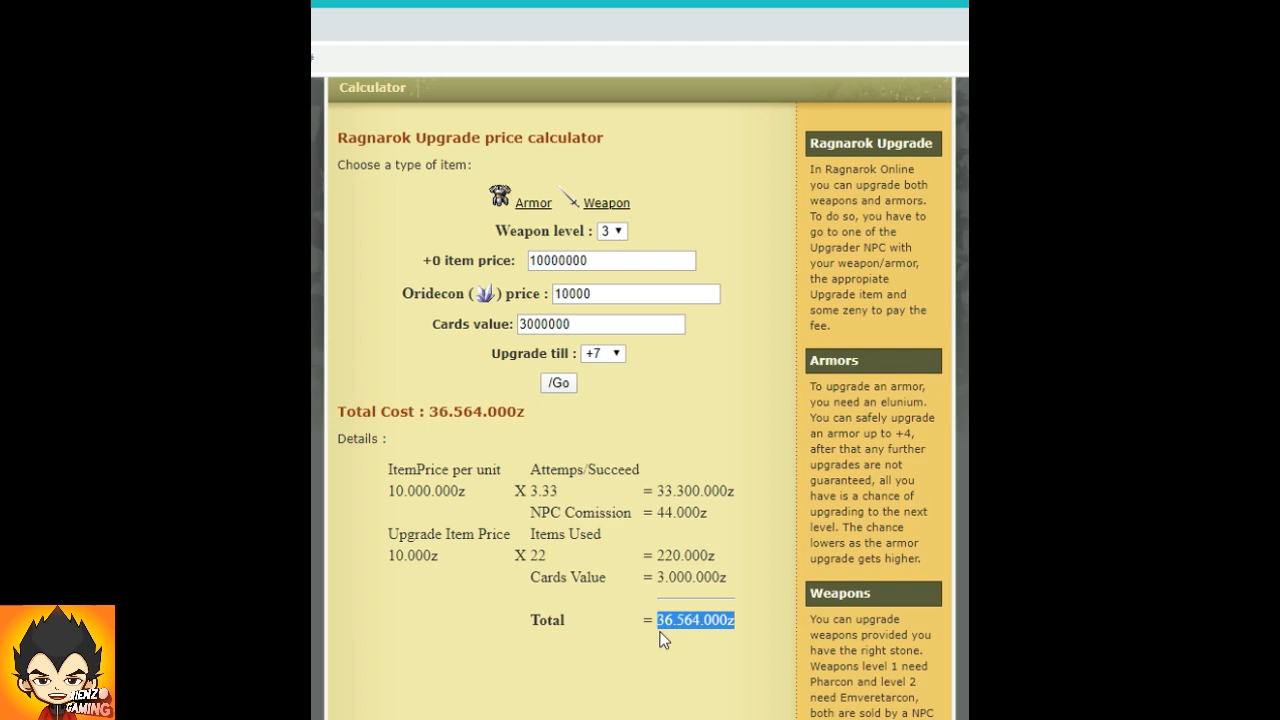 Calculator
Ragnarok Upgrade price calculator
Choose a type of item:
Armor Weapon
Weapon level : 3
+0 item price: 10000000
Oridecon ( ) price : 10000
Cards value: 3000000
Upgrade till : +7
/Go
Total Cost : 36.564.000z
Details :
ItemPrice per unit Attemps/Succeed
10.000.000z X 3.33 = 33.300.000z
NPC Comission = 44.000z
Upgrade Item Price Items Used
10.000z X 22 = 220.000z
Cards Value = 3.000.000z
Total = 36.564.000z
Ragnarok Upgrade
In Ragnarok Online
you can upgrade both
weapons and armors.
To do so, you have to
go to one of the
Upgrader NPC with
your weapon/armor,
the appropiate
Upgrade item and
some zeny to pay the
fee.
Armors
To upgrade an armor,
you need an elunium.
You can safely upgrade
an armor up to +4,
after that any further
upgrades are not
guaranteed, all you
have is a chance of
upgrading to the next
level. The chance
lowers as the armor
upgrade gets higher.
Weapons
You can upgrade
weapons provided you
have the right stone.
Weapons level 1 need
Pharcon and level 2
need Emveretarcon,
both are sold by a NPC
GAMING